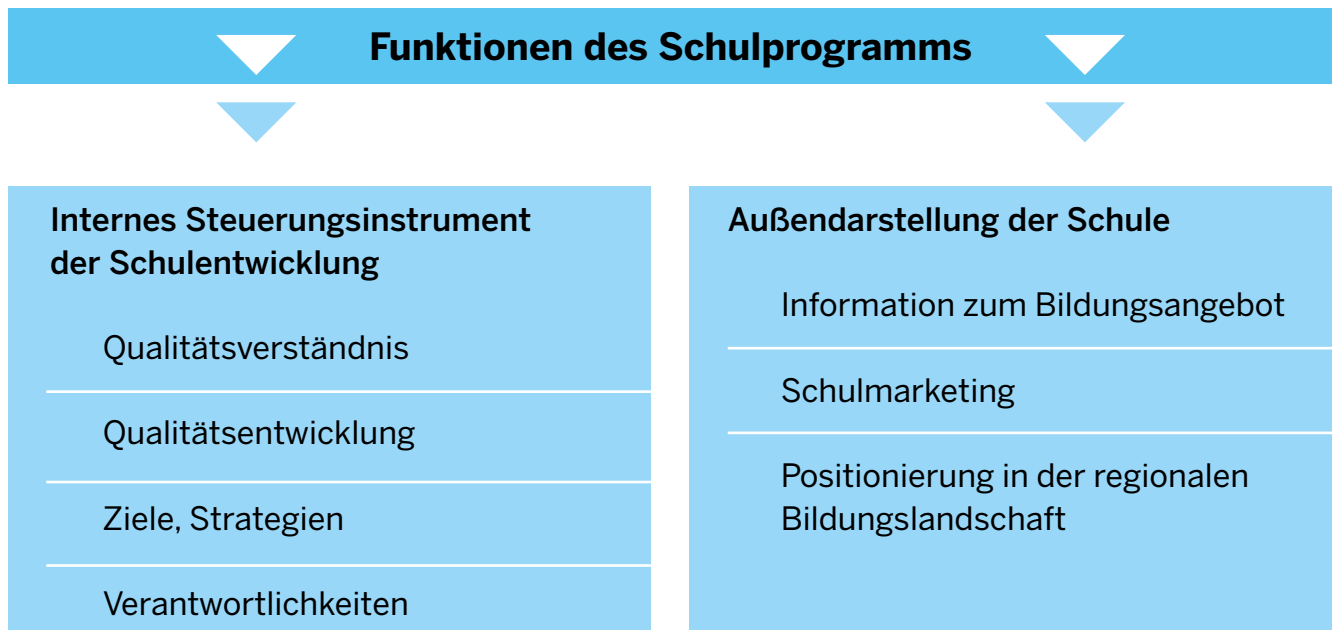 Funktionen des Schulprogramms
Internes Steuerungsinstrument
der Schulentwicklung
Qualitätsverständnis
Qualitätsentwicklung
Ziele, Strategien
Verantwortlichkeiten
Außendarstellung der Schule
Information zum Bildungsangebot
Schulmarketing
Positionierung in der regionalen
Bildungslandschaft